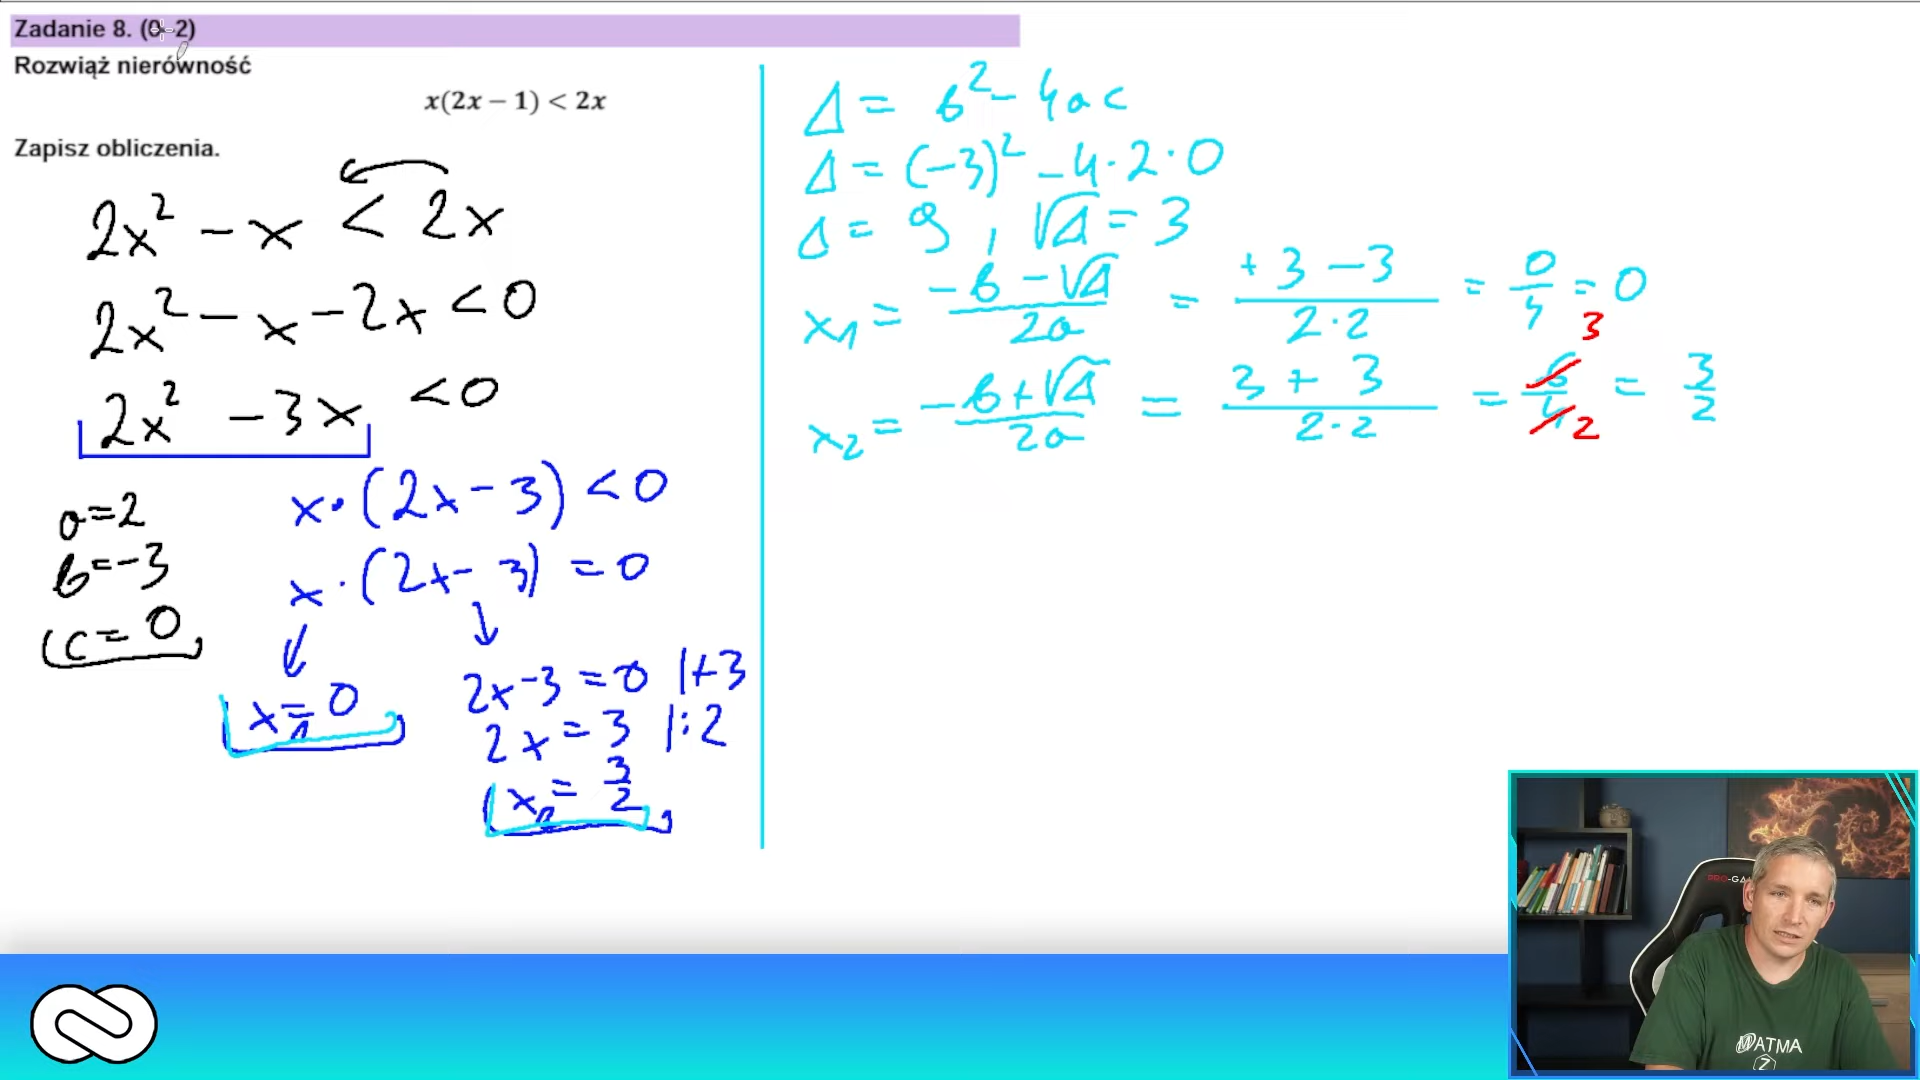 Zadanie 8. (0-2)
Rozwiąż nierówność
x(2x − 1) < 2x
Zapisz obliczenia.
2x² − x < 2x
2x² − x − 2x < 0
2x² − 3x < 0
a=2
b=−3
c=0
x·(2x−3) < 0
x·(2x−3) = 0
x₁=0
2x−3=0 |+3
2x=3 |:2
x₂= 3/2
Δ = b² − 4ac
Δ = (−3)² − 4·2·0
Δ = 9, √Δ = 3
x₁ = (−b − √Δ)/2a = (+3 − 3)/(2·2) = 0/4 = 0
x₂ = (−b + √Δ)/2a = (3 + 3)/(2·2) = 6/4 = 3/2
3
2
PRO-GA
MATMA
Z